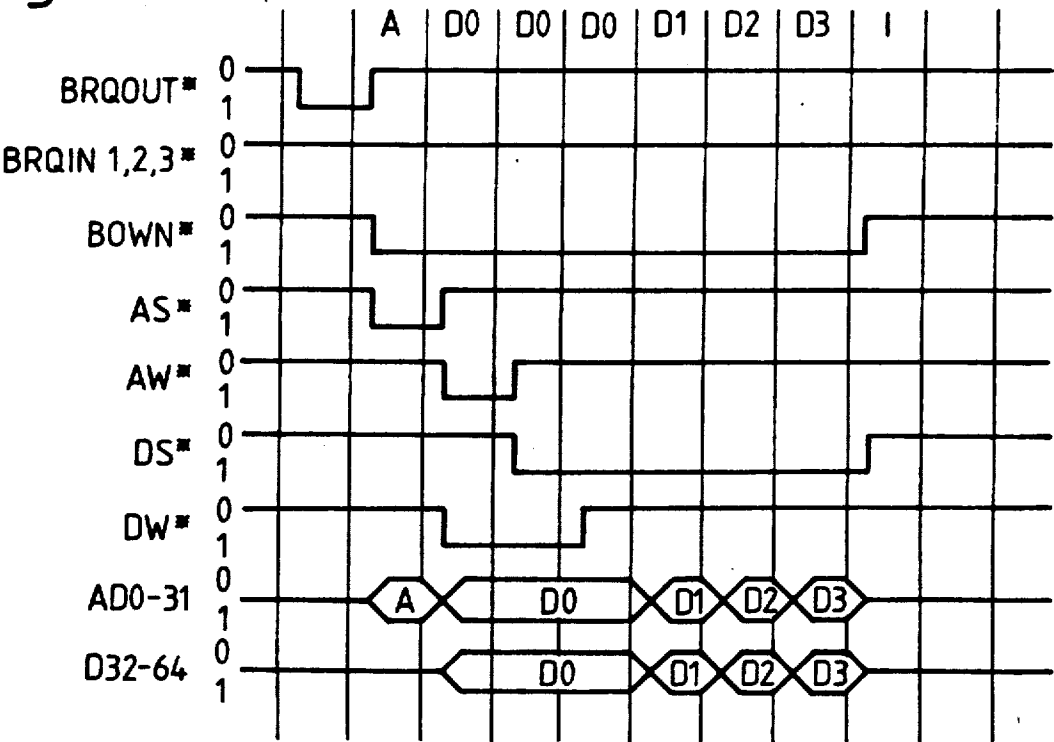 A D0 D0 D0 D1 D2 D3 I
BRQOUT* 0
1
BRQIN 1,2,3* 0
1
BOWN* 0
1
AS* 0
1
AW* 0
1
DS* 0
1
DW* 0
1
AD0-31 0
1
A D0 D1 D2 D3
D32-64 0
1
D0 D1 D2 D3